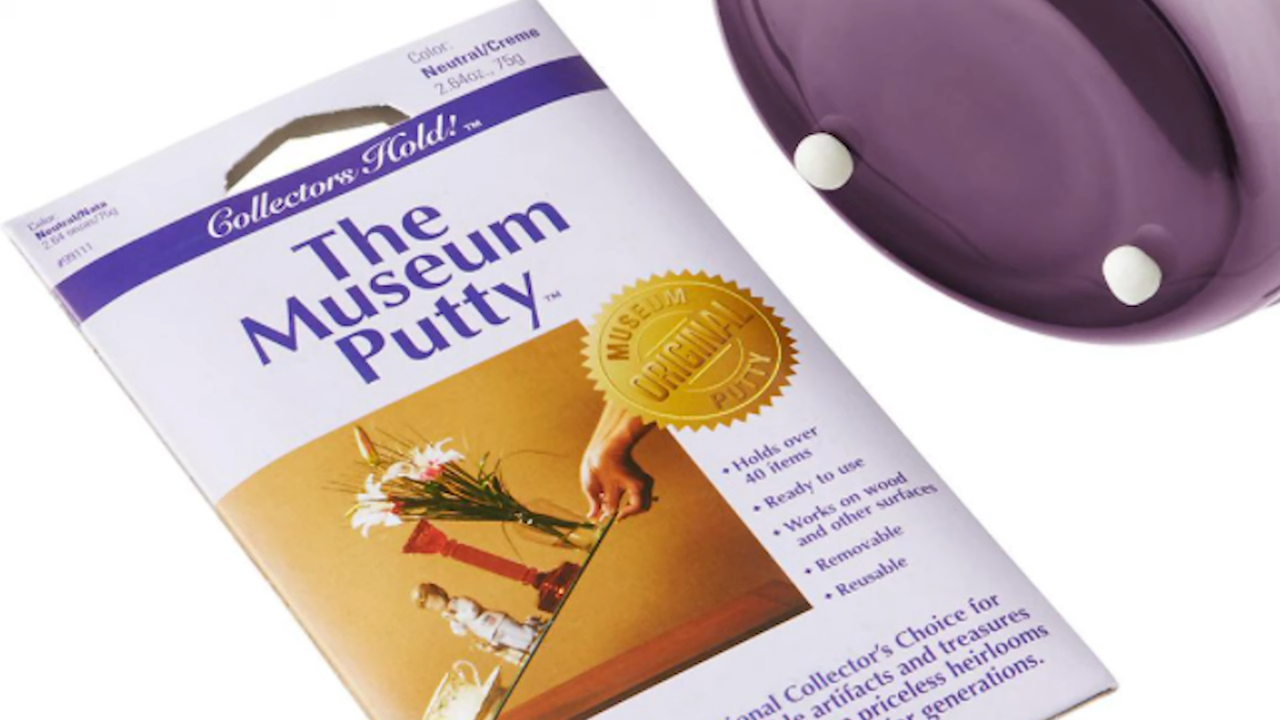 Color:
Neutral/Creme
2.64oz., 75g
Color:
Neutral/Nata
2.64 onzas/75g
#99111
Collectors Hold!™
The
Museum
Putty™
MUSEUM
ORIGINAL
PUTTY
• Holds over
40 items
• Ready to use
• Works on wood
and other surfaces
• Removable
• Reusable
Collector's Choice for
artifacts and treasures
priceless heirlooms
generations.